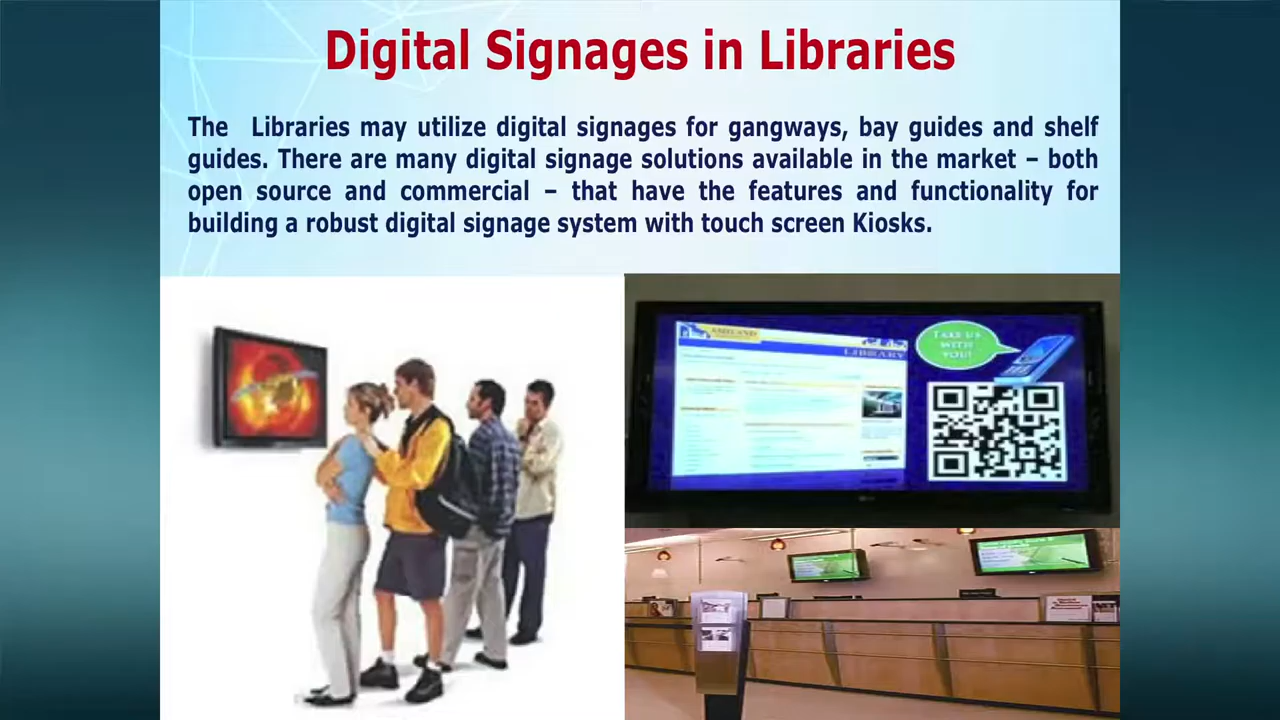 Digital Signages in Libraries
The Libraries may utilize digital signages for gangways, bay guides and shelf
guides. There are many digital signage solutions available in the market – both
open source and commercial – that have the features and functionality for
building a robust digital signage system with touch screen Kiosks.
LIBRARY
TAKE US
WITH
YOU!